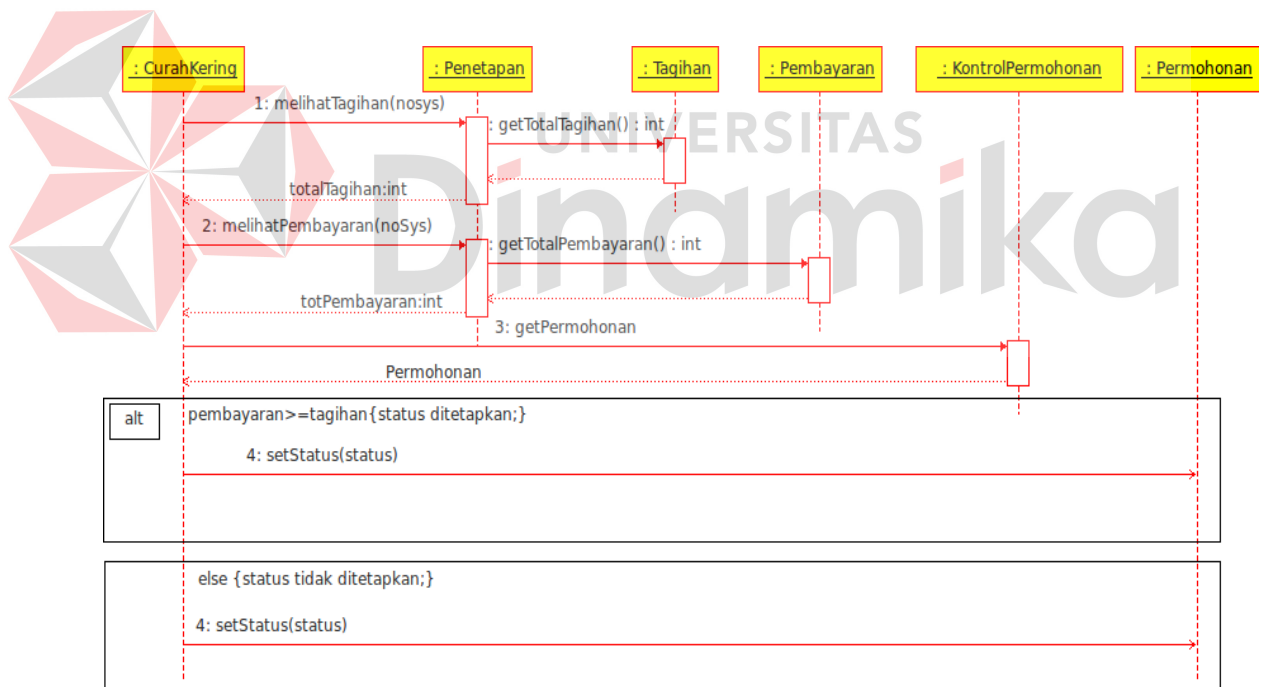 : CurahKering
: Penetapan
: Tagihan
: Pembayaran
: KontrolPermohonan
: Permohonan
1: melihatTagihan(nosys)
: getTotalTagihan() : int
UNIVERSITAS
Dinamika
totalTagihan:int
2: melihatPembayaran(noSys)
: getTotalPembayaran() : int
totPembayaran:int
3: getPermohonan
Permohonan
alt
pembayaran>=tagihan{status ditetapkan;}
4: setStatus(status)
else {status tidak ditetapkan;}
4: setStatus(status)